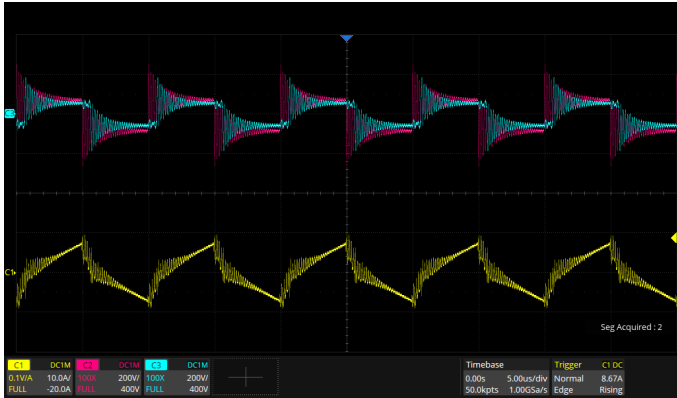 C3
C1
Seg Acquired : 2
C1 DC1M
0.1V/A 10.0A/
FULL -20.0A
C2 DC1M
100X 200V/
FULL 400V
C3 DC1M
100X 200V/
FULL 400V
Timebase
0.00s 5.00us/div
50.0kpts 1.00GSa/s
Trigger C1 DC
Normal 8.67A
Edge Rising